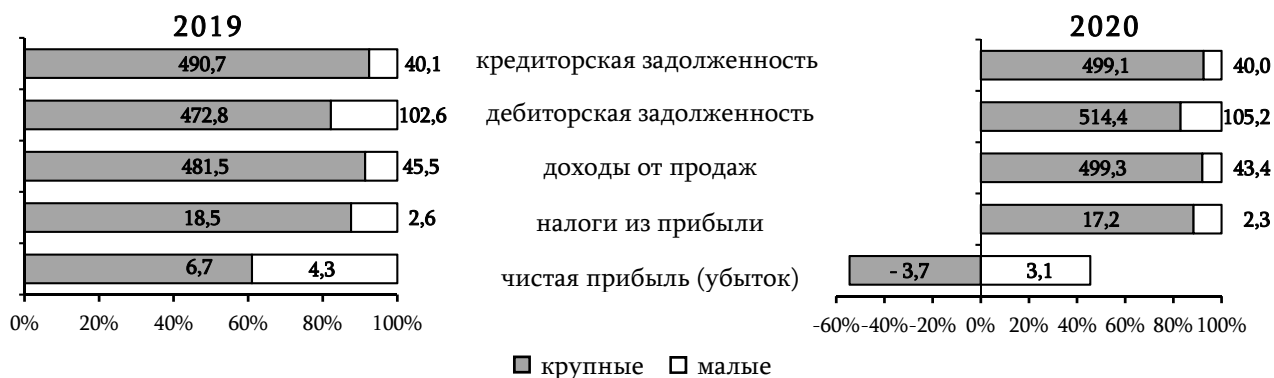 2019 2020
490,7 40,1 кредиторская задолженность 499,1 40,0
472,8 102,6 дебиторская задолженность 514,4 105,2
481,5 45,5 доходы от продаж 499,3 43,4
18,5 2,6 налоги из прибыли 17,2 2,3
6,7 4,3 чистая прибыль (убыток) - 3,7 3,1
0% 20% 40% 60% 80% 100% -60% -40% -20% 0% 20% 40% 60% 80% 100%
крупные малые